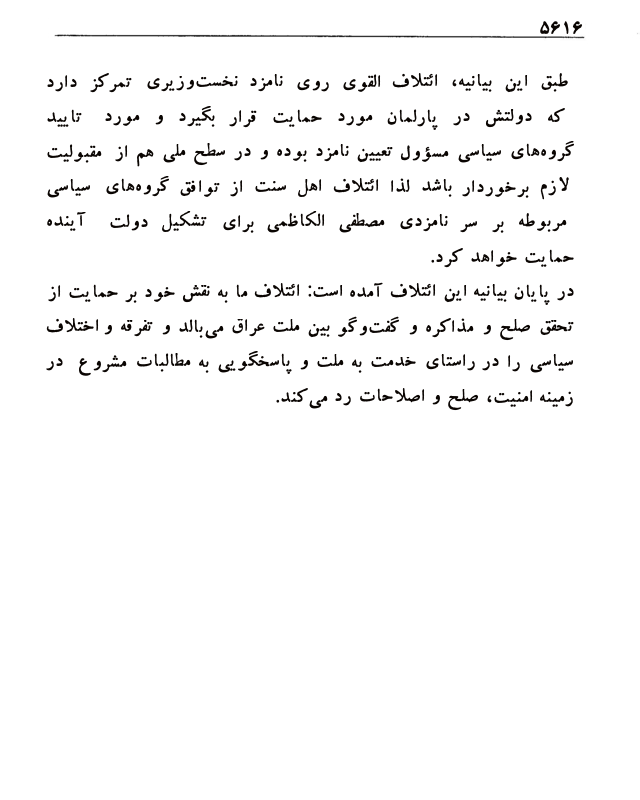 ۵۶۱۶
طبق این بیانیه، ائتلاف القوی روی نامزد نخست‌وزیری تمرکز دارد
که دولتش در پارلمان مورد حمایت قرار بگیرد و مورد تایید
گروه‌های سیاسی مسؤول تعیین نامزد بوده و در سطح ملی هم از مقبولیت
لازم برخوردار باشد لذا ائتلاف اهل سنت از توافق گروه‌های سیاسی
مربوطه بر سر نامزدی مصطفی الکاظمی برای تشکیل دولت آینده
حمایت خواهد کرد.
در پایان بیانیه این ائتلاف آمده است: ائتلاف ما به نقش خود بر حمایت از
تحقق صلح و مذاکره و گفت‌وگو بین ملت عراق می‌بالد و تفرقه و اختلاف
سیاسی را در راستای خدمت به ملت و پاسخگویی به مطالبات مشروع در
زمینه امنیت، صلح و اصلاحات رد می‌کند.